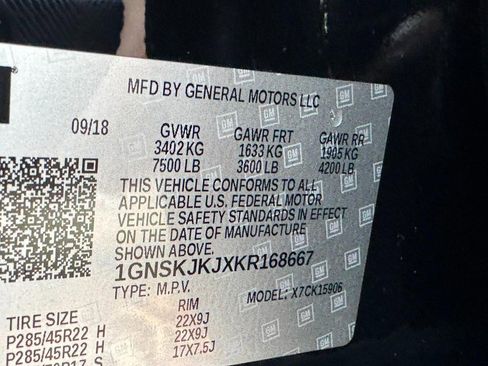 MFD BY GENERAL MOTORS LLC
09/18 GVWR GAWR FRT GAWR RR
3402 KG 1633 KG 1905 KG
7500 LB 3600 LB 4200 LB
THIS VEHICLE CONFORMS TO ALL
APPLICABLE U.S. FEDERAL MOTOR
VEHICLE SAFETY STANDARDS IN EFFECT
ON THE DATE OF MANUFACTURE
SHOWN ABOVE.
1GNSKJKJXKR168667
TYPE: M.P.V. MODEL: X7CK15906
TIRE SIZE RIM
P285/45R22 H 22X9J
P285/45R22 H 22X9J
17X7.5J